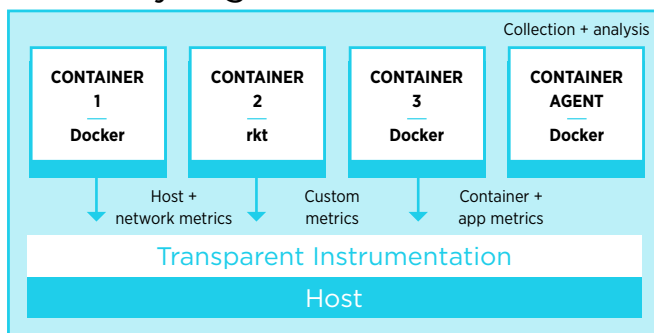 Collection + analysis
CONTAINER
1
Docker
CONTAINER
2
rkt
CONTAINER
3
Docker
CONTAINER
AGENT
Docker
Host +
network metrics
Custom
metrics
Container +
app metrics
Transparent Instrumentation
Host